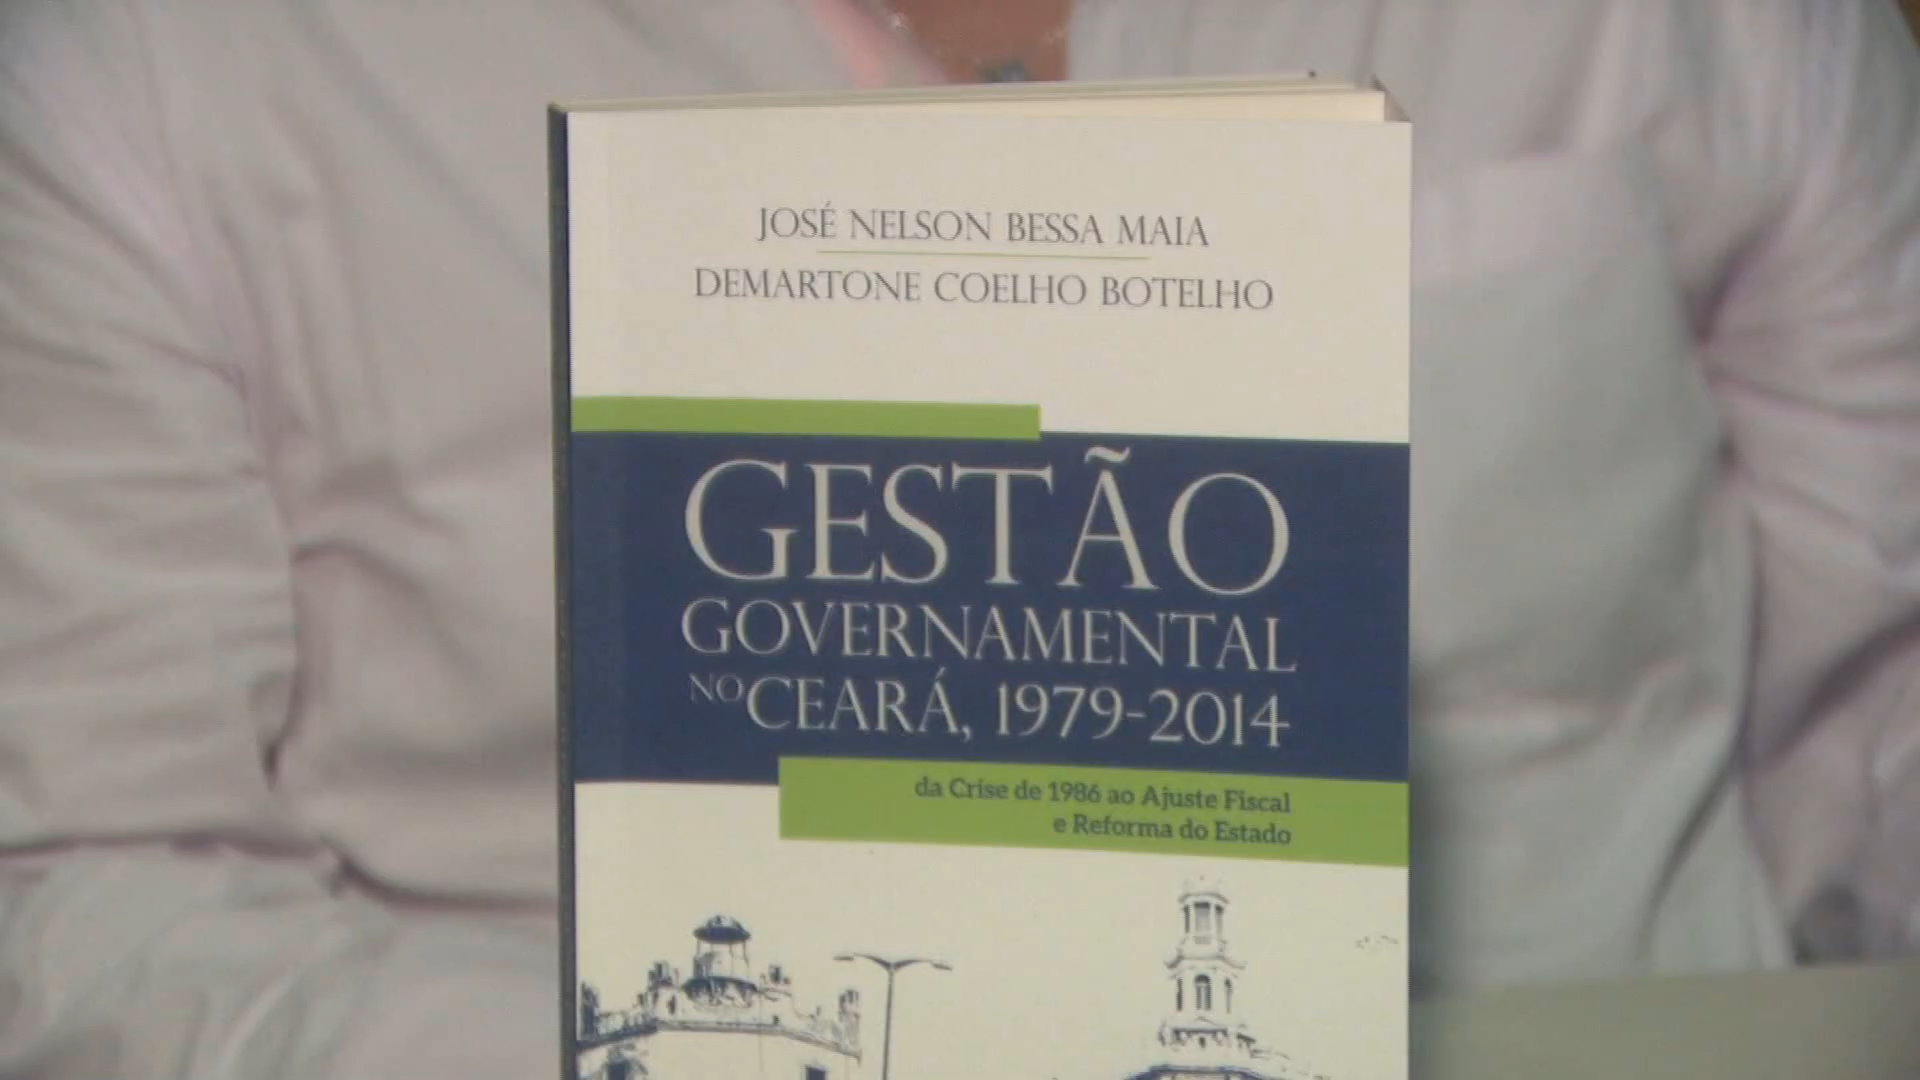 JOSÉ NELSON BESSA MAIA
DEMARTONE COELHO BOTELHO
GESTÃO
GOVERNAMENTAL
NO CEARÁ, 1979-2014
da Crise de 1986 ao Ajuste Fiscal
e Reforma do Estado